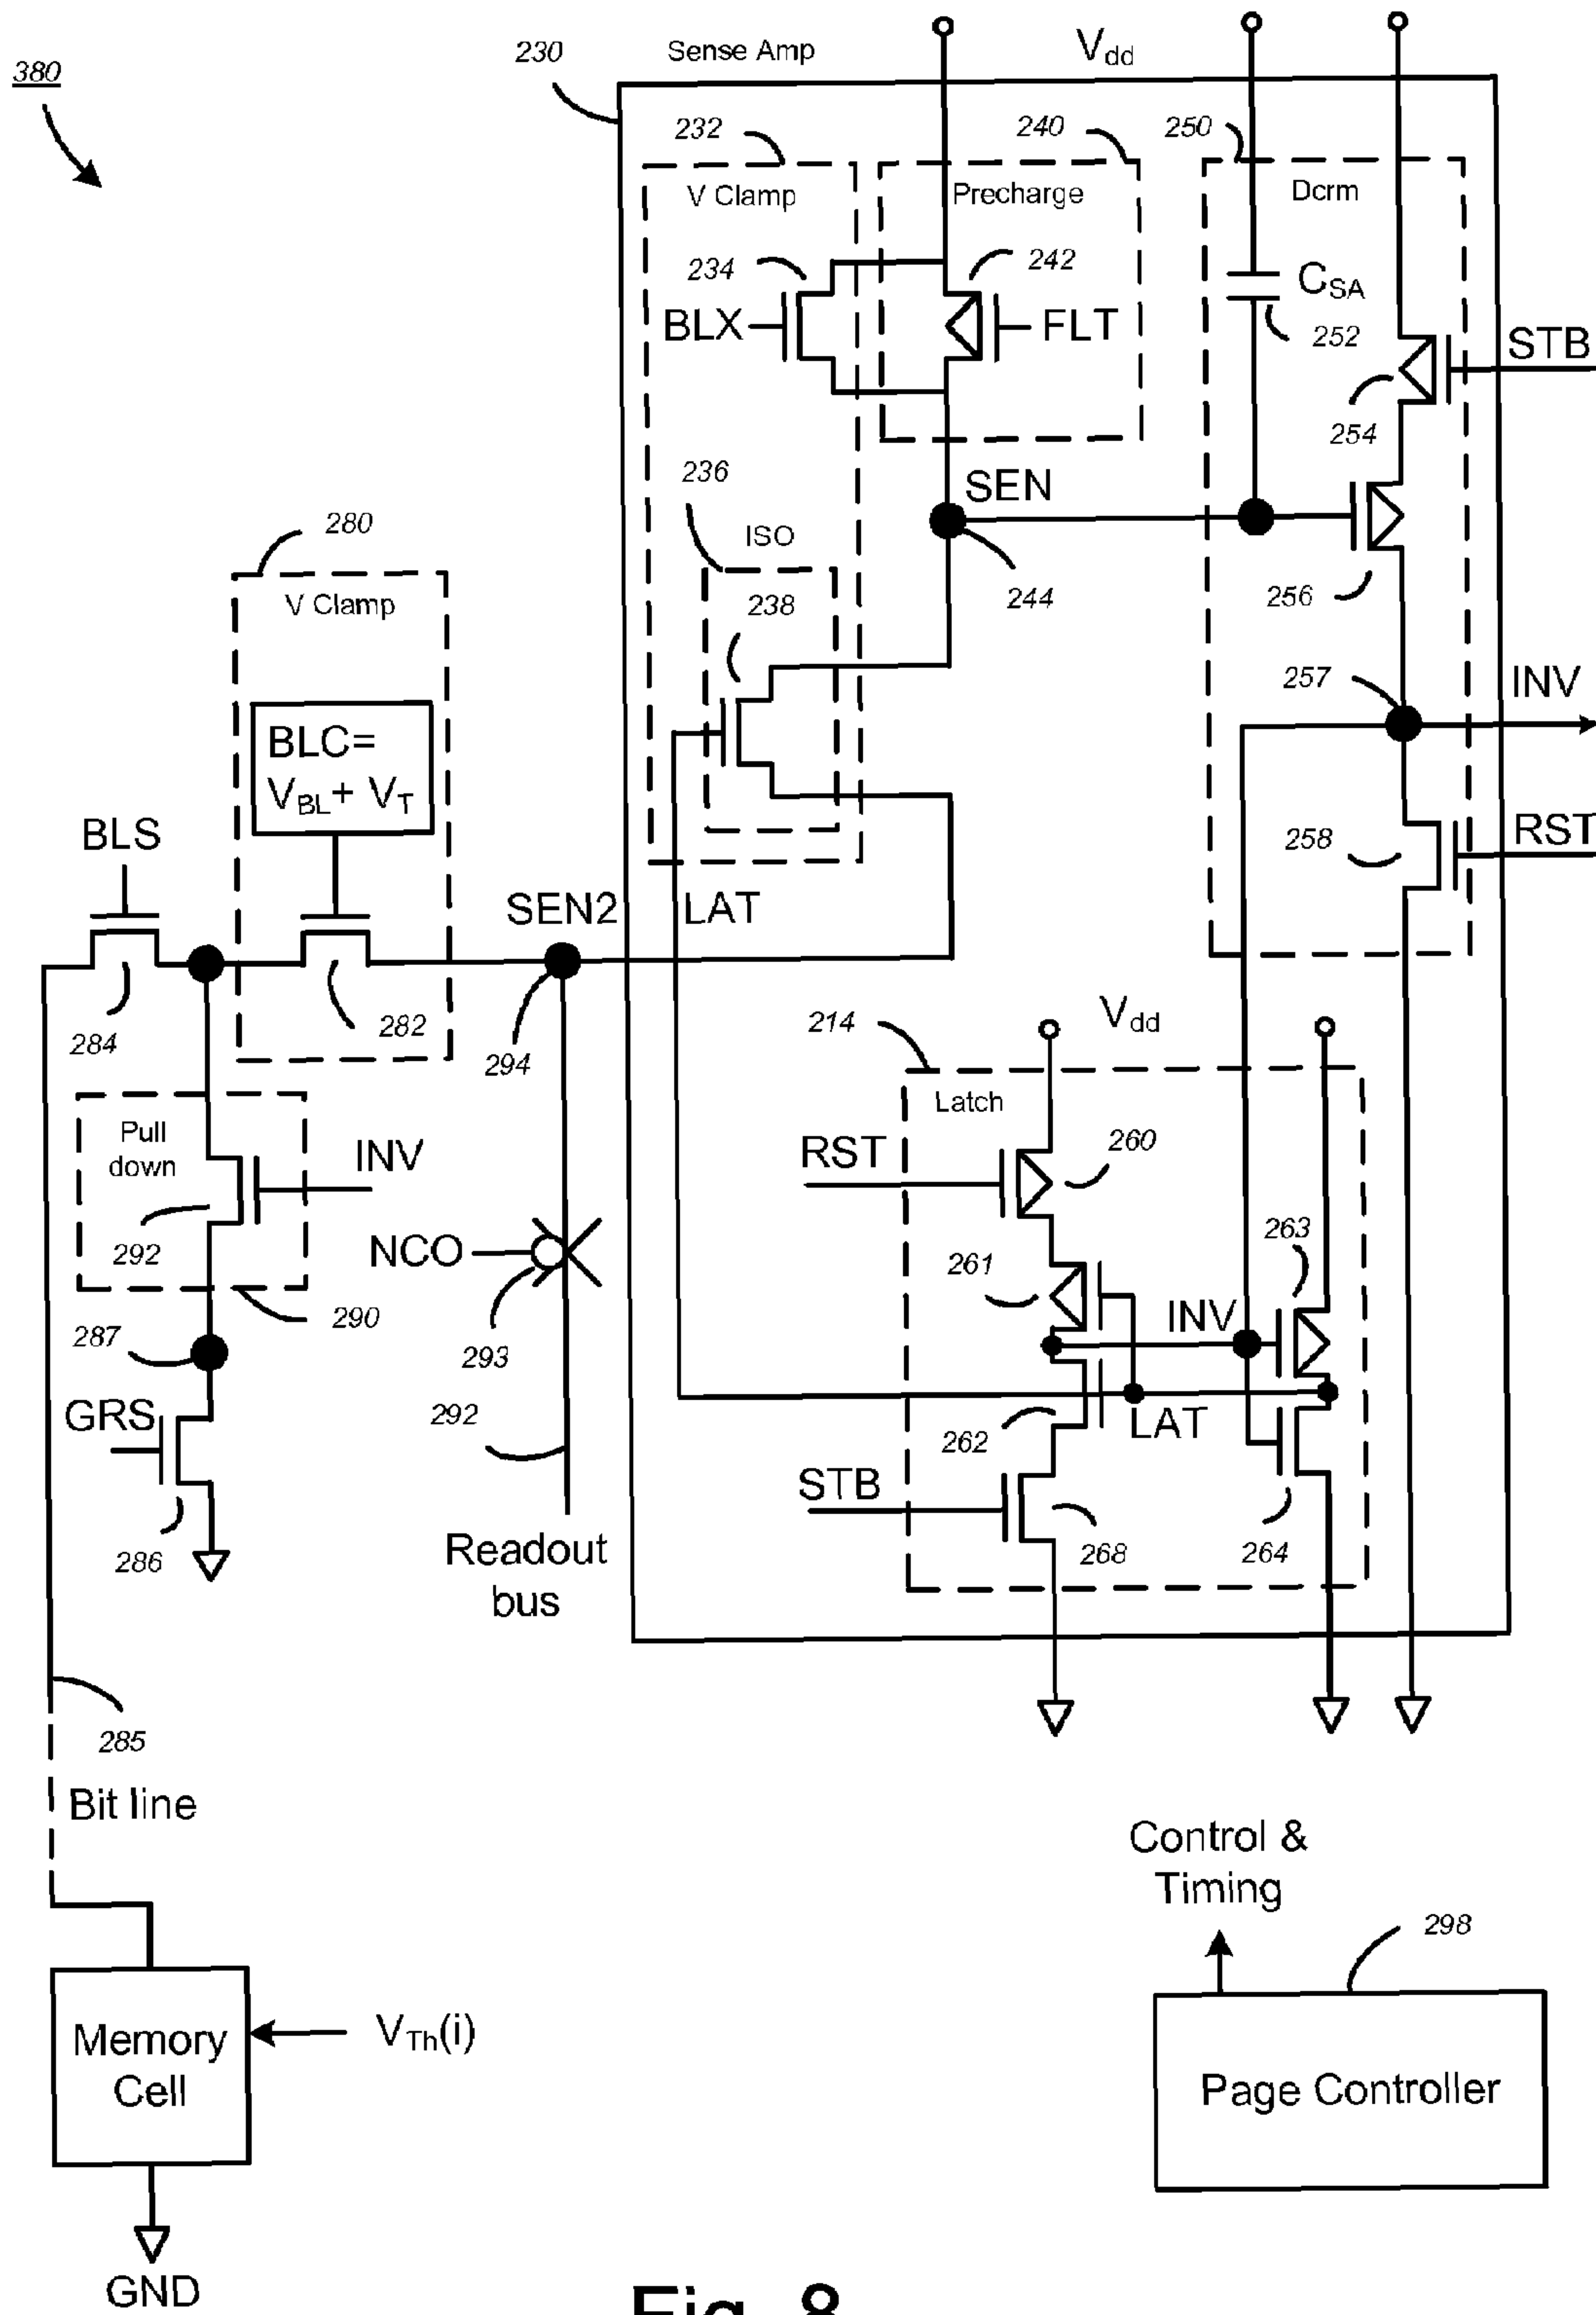 380
230
Sense Amp
Vdd
232
240
250
V Clamp
Precharge
Dcrm
234
242
CSA
BLX
FLT
252
STB
254
236
SEN
280
ISO
V Clamp
238
244
256
257
INV
BLC=
VBL+ VT
BLS
258
RST
SEN2
LAT
284
282
294
214
Vdd
Latch
Pull
down
INV
RST
260
292
NCO
263
261
INV
290
287
293
GRS
292
262
LAT
STB
286
Readout
bus
268
264
285
Bit line
Control &
Timing
298
Memory
Cell
VTh(i)
Page Controller
GND
Fig. 8